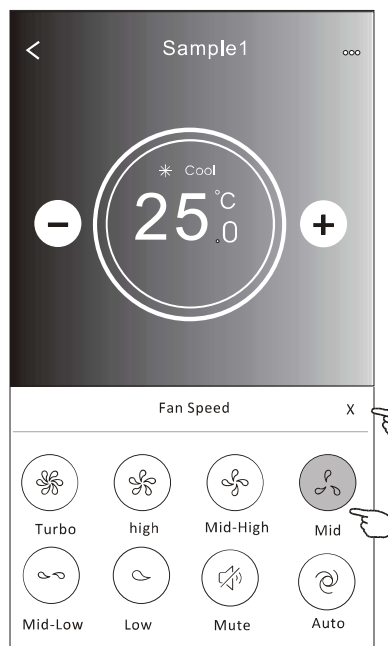 Sample1
Cool
25.0°C
Fan Speed X
Turbo high Mid-High Mid
Mid-Low Low Mute Auto